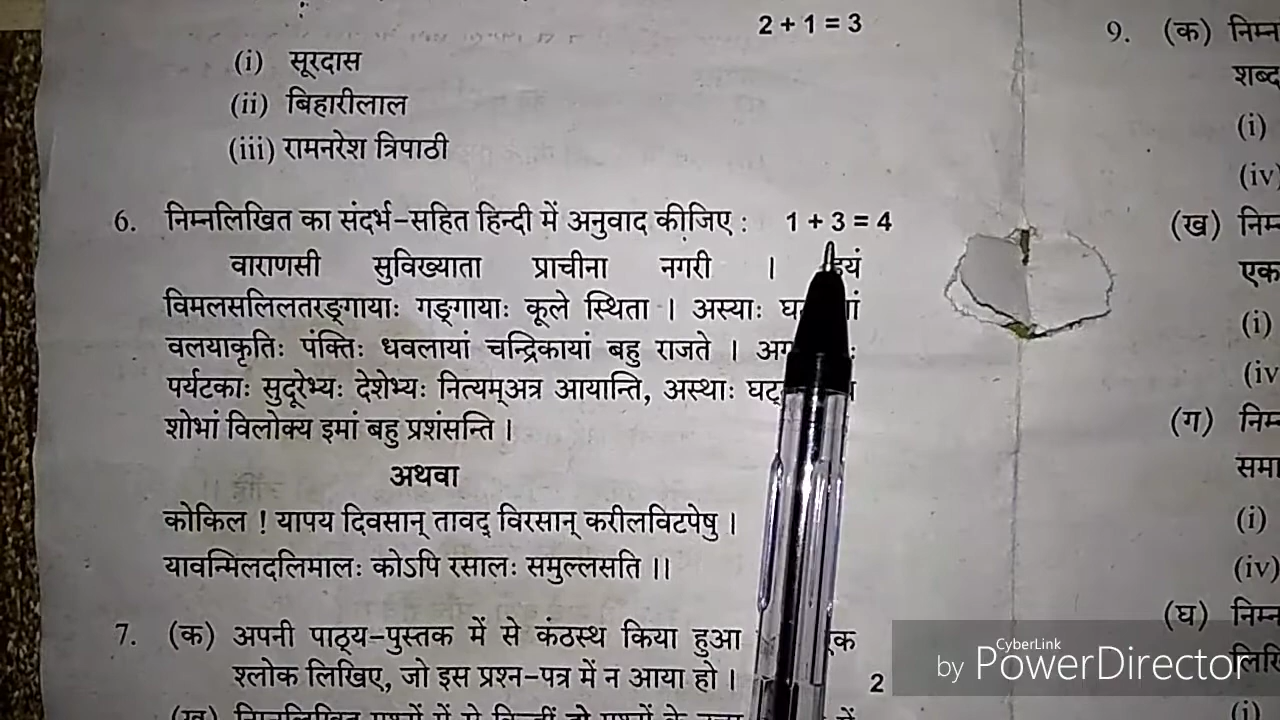 2 + 1 = 3
(i) सूरदास
(ii) बिहारीलाल
(iii) रामनरेश त्रिपाठी
6. निम्नलिखित का संदर्भ-सहित हिन्दी में अनुवाद कीजिए : 1 + 3 = 4
वाराणसी सुविख्याता प्राचीना नगरी ।
विमलसलिलतरङ्गायाः गङ्गायाः कूले स्थिता । अस्याः
वलयाकृतिः पंक्तिः धवलायां चन्द्रिकायां बहु राजते ।
पर्यटकाः सुदूरेभ्यः देशेभ्यः नित्यम्अत्र आयान्ति, अस्थाः
शोभां विलोक्य इमां बहु प्रशंसन्ति ।
अथवा
कोकिल ! यापय दिवसान् तावद् विरसान् करीलविटपेषु ।
यावन्मिलदलिमालः कोऽपि रसालः समुल्लसति ।।
7. (क) अपनी पाठ्य-पुस्तक में से कंठस्थ किया हुआ
श्लोक लिखिए, जो इस प्रश्न-पत्र में न आया हो । 2
9. (क)
(i)
(iv)
(ख)
(i)
(iv
(ग)
(i)
(iv)
(घ)
(i)
CyberLink
by PowerDirector